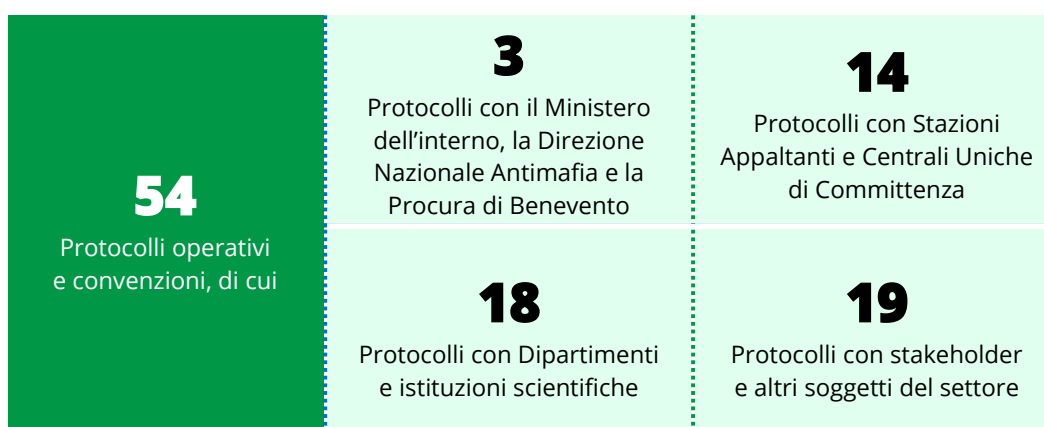 54
Protocolli operativi
e convenzioni, di cui
3
Protocolli con il Ministero
dell’interno, la Direzione
Nazionale Antimafia e la
Procura di Benevento
14
Protocolli con Stazioni
Appaltanti e Centrali Uniche
di Committenza
18
Protocolli con Dipartimenti
e istituzioni scientifiche
19
Protocolli con stakeholder
e altri soggetti del settore